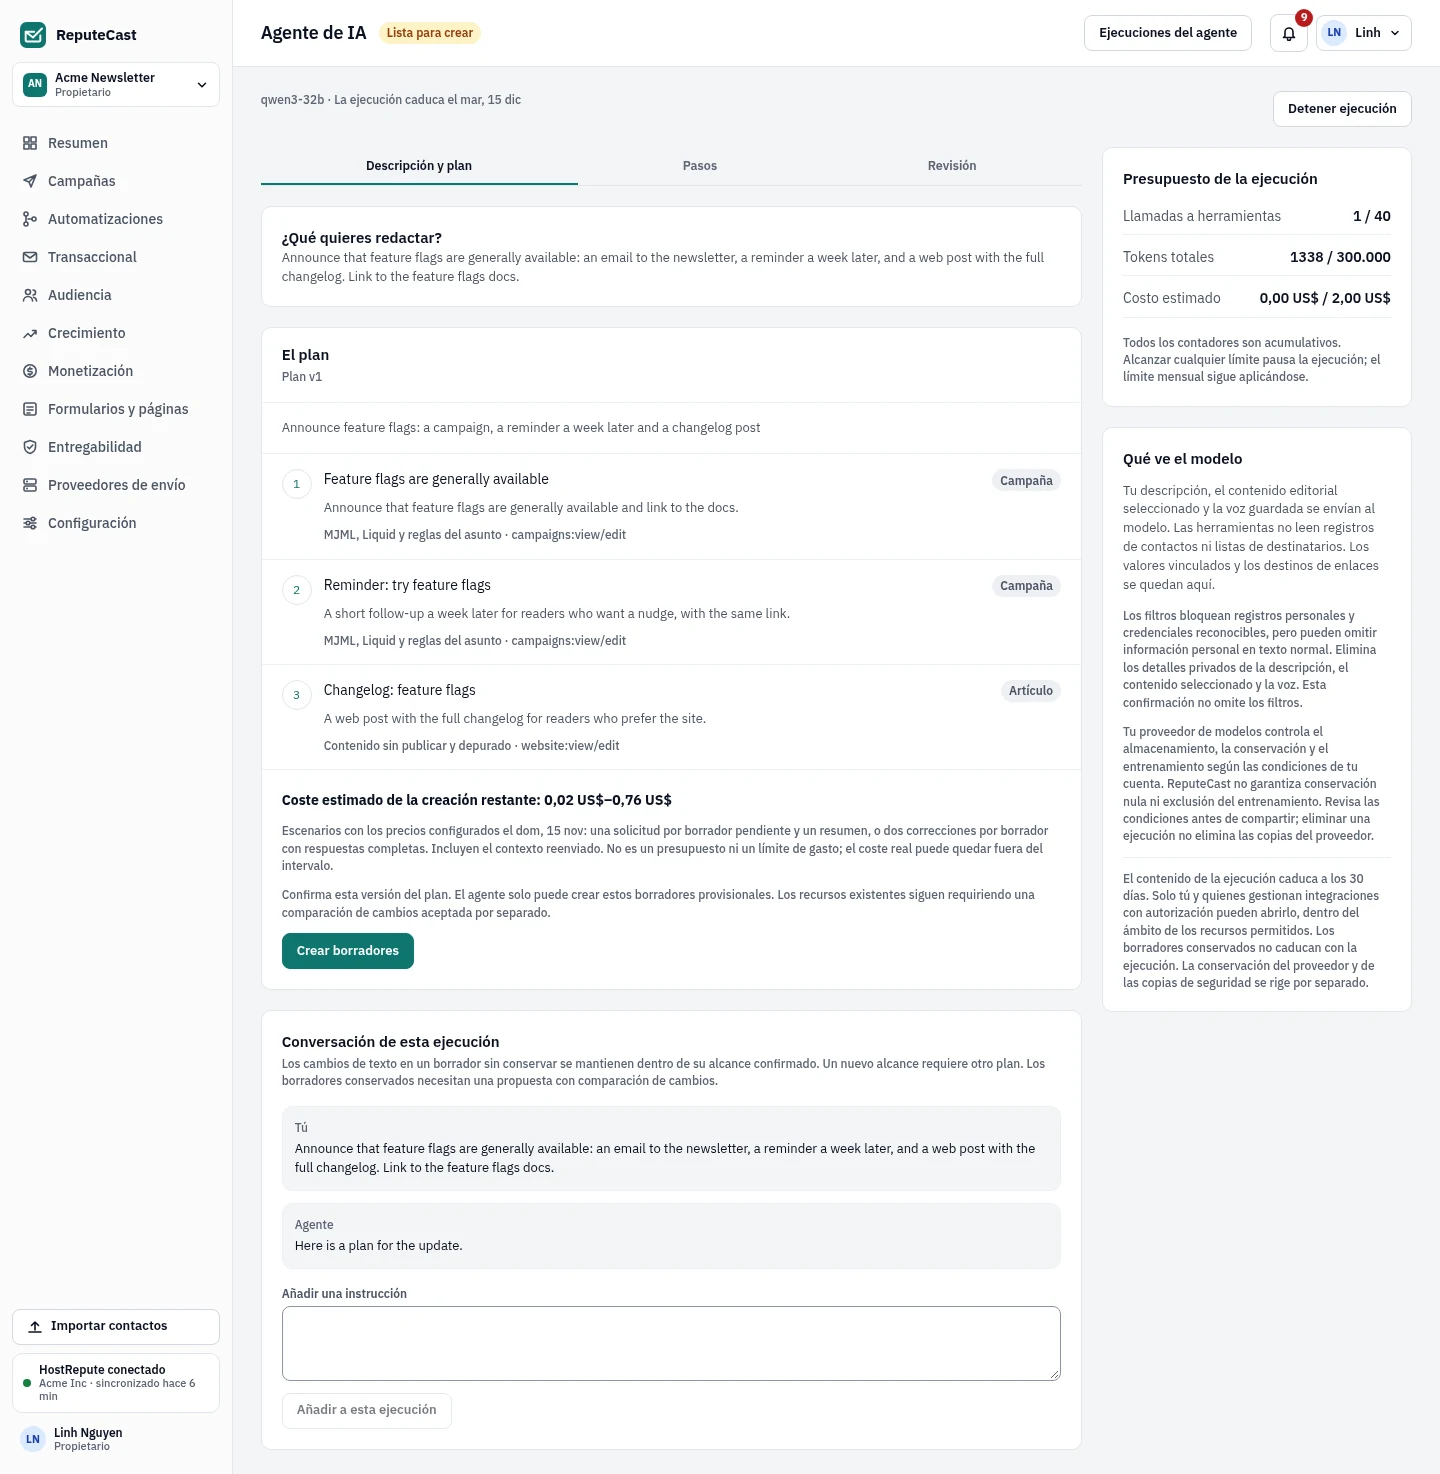 ReputeCast
AN
Acme Newsletter
Propietario
Resumen
Campañas
Automatizaciones
Transaccional
Audiencia
Crecimiento
Monetización
Formularios y páginas
Entregabilidad
Proveedores de envío
Configuración
Importar contactos
HostRepute conectado
Acme Inc · sincronizado hace 6
min
LN
Linh Nguyen
Propietario
Agente de IA
Lista para crear
Ejecuciones del agente
9
LN
Linh
qwen3-32b · La ejecución caduca el mar, 15 dic
Detener ejecución
Descripción y plan
Pasos
Revisión
¿Qué quieres redactar?
Announce that feature flags are generally available: an email to the newsletter, a reminder a week later, and a web post with the full
changelog. Link to the feature flags docs.
El plan
Plan v1
Announce feature flags: a campaign, a reminder a week later and a changelog post
1
Feature flags are generally available
Campaña
Announce that feature flags are generally available and link to the docs.
MJML, Liquid y reglas del asunto · campaigns:view/edit
2
Reminder: try feature flags
Campaña
A short follow-up a week later for readers who want a nudge, with the same link.
MJML, Liquid y reglas del asunto · campaigns:view/edit
3
Changelog: feature flags
Artículo
A web post with the full changelog for readers who prefer the site.
Contenido sin publicar y depurado · website:view/edit
Coste estimado de la creación restante: 0,02 US$–0,76 US$
Escenarios con los precios configurados el dom, 15 nov: una solicitud por borrador pendiente y un resumen, o dos correcciones por borrador
con respuestas completas. Incluyen el contexto reenviado. No es un presupuesto ni un límite de gasto; el coste real puede quedar fuera del
intervalo.
Confirma esta versión del plan. El agente solo puede crear estos borradores provisionales. Los recursos existentes siguen requiriendo una
comparación de cambios aceptada por separado.
Crear borradores
Conversación de esta ejecución
Los cambios de texto en un borrador sin conservar se mantienen dentro de su alcance confirmado. Un nuevo alcance requiere otro plan. Los
borradores conservados necesitan una propuesta con comparación de cambios.
Tú
Announce that feature flags are generally available: an email to the newsletter, a reminder a week later, and a web post with the
full changelog. Link to the feature flags docs.
Agente
Here is a plan for the update.
Añadir una instrucción
Añadir a esta ejecución
Presupuesto de la ejecución
Llamadas a herramientas
1 / 40
Tokens totales
1338 / 300.000
Costo estimado
0,00 US$ / 2,00 US$
Todos los contadores son acumulativos.
Alcanzar cualquier límite pausa la ejecución; el
límite mensual sigue aplicándose.
Qué ve el modelo
Tu descripción, el contenido editorial
seleccionado y la voz guardada se envían al
modelo. Las herramientas no leen registros
de contactos ni listas de destinatarios. Los
valores vinculados y los destinos de enlaces
se quedan aquí.
Los filtros bloquean registros personales y
credenciales reconocibles, pero pueden omitir
información personal en texto normal. Elimina
los detalles privados de la descripción, el
contenido seleccionado y la voz. Esta
confirmación no omite los filtros.
Tu proveedor de modelos controla el
almacenamiento, la conservación y el
entrenamiento según las condiciones de tu
cuenta. ReputeCast no garantiza conservación
nula ni exclusión del entrenamiento. Revisa las
condiciones antes de compartir; eliminar una
ejecución no elimina las copias del proveedor.
El contenido de la ejecución caduca a los 30
días. Solo tú y quienes gestionan integraciones
con autorización pueden abrirlo, dentro del
ámbito de los recursos permitidos. Los
borradores conservados no caducan con la
ejecución. La conservación del proveedor y de
las copias de seguridad se rige por separado.